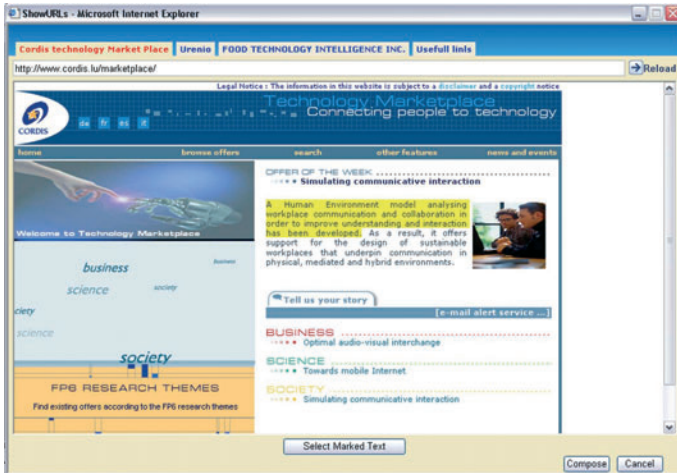 ShowURLs - Microsoft Internet Explorer
Cordis technology Market Place Urenio FOOD TECHNOLOGY INTELLIGENCE INC. Usefull linls
http://www.cordis.lu/marketplace/
Reload
Legal Notice : The information in this website is subject to a disclaimer and a copyright notice
CORDIS
de fr es it
Technology Marketplace
Connecting people to technology
home browse offers search other features news and events
Welcome to Technology Marketplace
business
business
science
society
ciety
science
society
FP6 RESEARCH THEMES
Find existing offers according to the FP6 research themes
OFFER OF THE WEEK
Simulating communicative interaction
A Human Environment model analysing
workplace communication and collaboration in
order to improve understanding and interaction
has been developed. As a result, it offers
support for the design of sustainable
workplaces that underpin communication in
physical, mediated and hybrid environments.
Tell us your story
[e-mail alert service ...]
BUSINESS
Optimal audio-visual interchange
SCIENCE
Towards mobile Internet
SOCIETY
Simulating communicative interaction
Select Marked Text
Compose Cancel